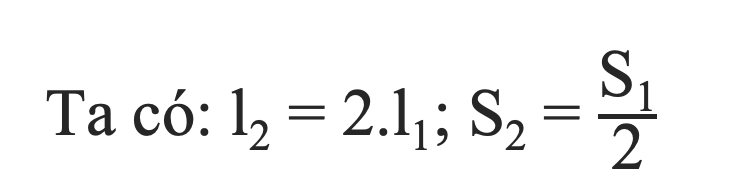 Ta có: l₂ = 2.l₁; S₂ = S₁/2